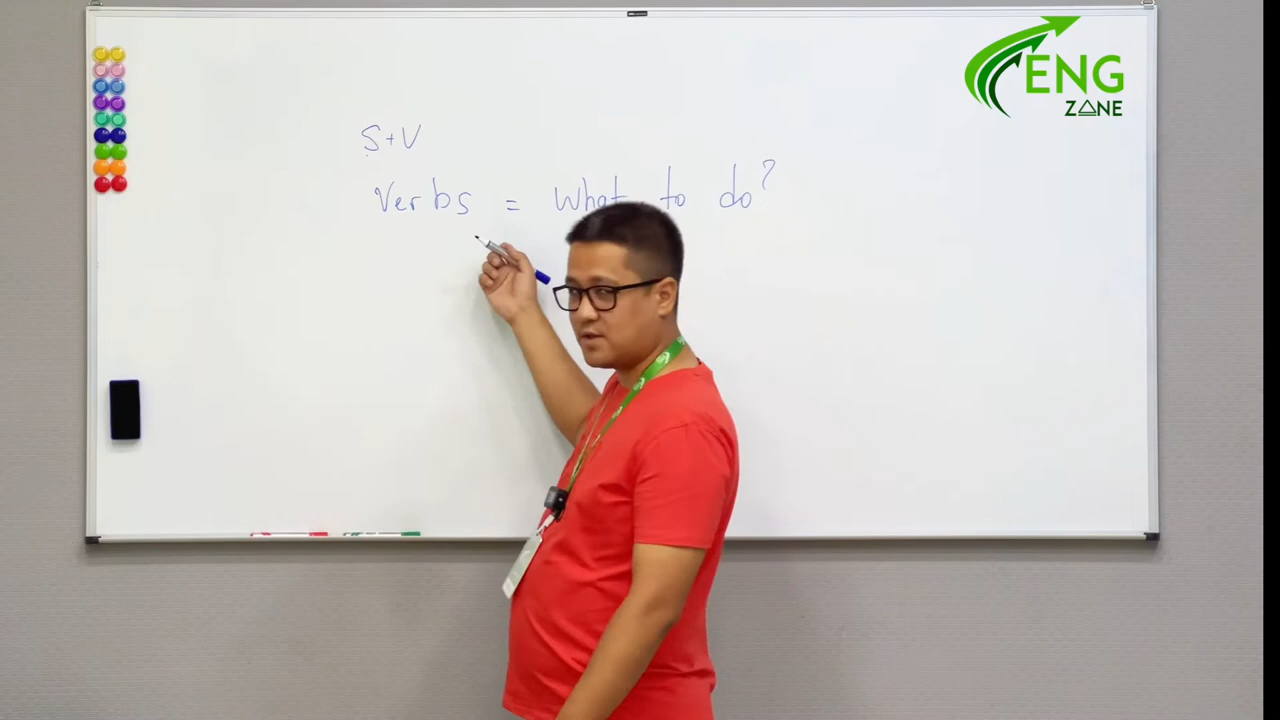 ENG
ZONE
S+V
Verbs = What to do?